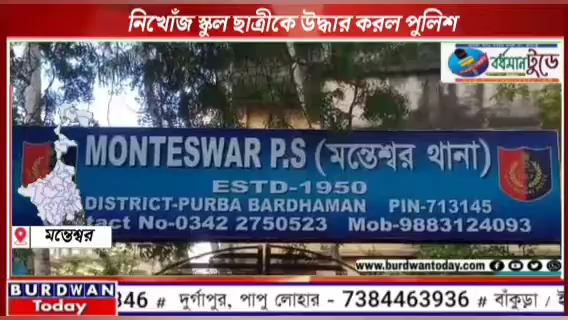 নিখোঁজ স্কুল ছাত্রীকে উদ্ধার করল পুলিশ
বর্ধমান টুডে
MONTESWAR P.S (মন্তেশ্বর থানা)
ESTD-1950
DISTRICT-PURBA BARDHAMAN PIN-713145
tact No-0342 2750523 Mob-9883124093
মন্তেশ্বর
www.burdwantoday.com
BURDWAN
Today
346 # দুর্গাপুর, পাপু লোহার - 7384463936 # বাঁকুড়া /